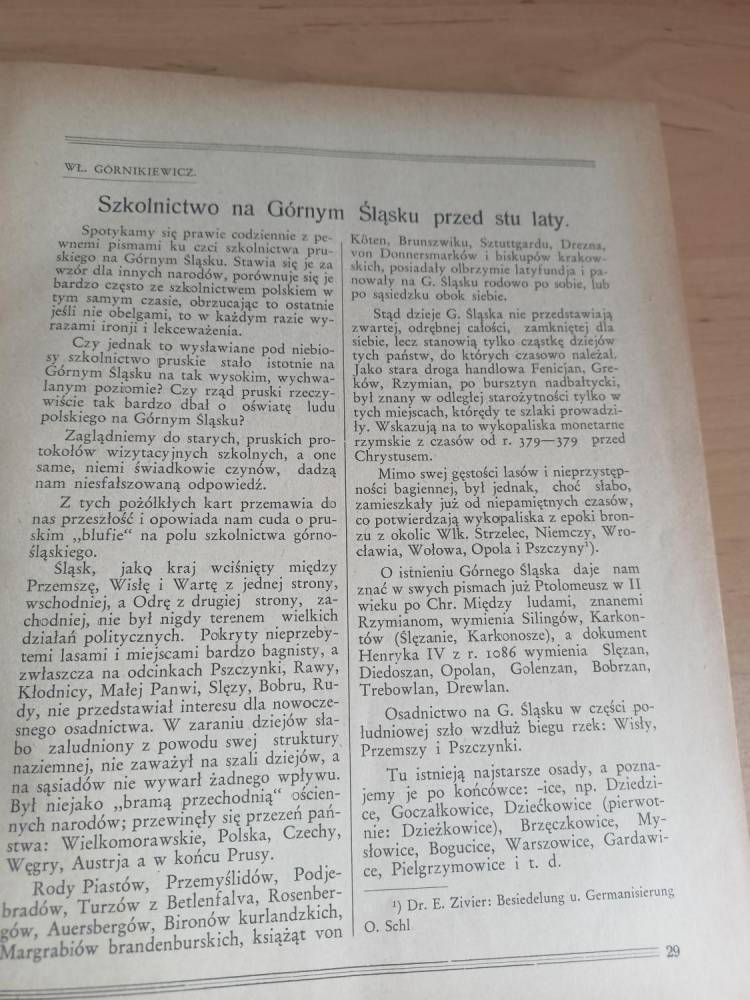 WŁ. GÓRNIKIEWICZ.
Szkolnictwo na Górnym Śląsku przed stu laty.
Spotykamy się prawie codziennie z pe-
wnemi pismami ku czci szkolnictwa pru-
skiego na Górnym Śląsku. Stawia się je za
wzór dla innych narodów, porównuje się je
bardzo często ze szkolnictwem polskiem w
tym samym czasie, obrzucając to ostatnie
jeśli nie obelgami, to w każdym razie wy-
razami ironji i lekceważenia.
Czy jednak to wysławiane pod niebio-
sy szkolnictwo pruskie stało istotnie na
Górnym Śląsku na tak wysokim, wychwa-
lanym poziomie? Czy rząd pruski rzeczy-
wiście tak bardzo dbał o oświatę ludu
polskiego na Górnym Śląsku?
Zaglądniemy do starych, pruskich pro-
tokołów wizytacyjnych szkolnych, a one
same, niemi świadkowie czynów, dadzą
nam niesfałszowaną odpowiedź.
Z tych pożółkłych kart przemawia do
nas przeszłość i opowiada nam cuda o pru-
skim „blufie“ na polu szkolnictwa górno-
śląskiego.
Śląsk, jako kraj wciśnięty między
Przemszę, Wisłę i Wartę z jednej strony,
wschodniej, a Odrę z drugiej strony, za-
chodniej, nie był nigdy terenem wielkich
działań politycznych. Pokryty nieprzeby-
temi lasami i miejscami bardzo bagnisty, a
zwłaszcza na odcinkach Pszczynki, Rawy,
Kłodnicy, Małej Panwi, Slęzy, Bobru, Ru-
dy, nie przedstawiał interesu dla nowocze-
snego osadnictwa. W zaraniu dziejów sła-
bo zaludniony z powodu swej struktury
naziemnej, nie zaważył na szali dziejów, a
na sąsiadów nie wywarł żadnego wpływu.
Był niejako „bramą przechodnią“ ościen-
nych narodów; przewinęły się przezeń pań-
stwa: Wielkomorawskie, Polska, Czechy,
Węgry, Austrja a w końcu Prusy.
Rody Piastów, Przemyślidów, Podje-
bradów, Turzów z Betlenfalva, Rosenber-
gów, Auersbergów, Bironów kurlandzkich,
Margrabiów brandenburskich, książąt von
Köten, Brunszwiku, Sztuttgardu, Drezna,
von Donnersmarków i biskupów krakow-
skich, posiadały olbrzymie latyfundja i pa-
nowały na G. Śląsku rodowo po sobie, lub
po sąsiedzku obok siebie.
Stąd dzieje G. Śląska nie przedstawiają
zwartej, odrębnej całości, zamkniętej dla
siebie, lecz stanowią tylko cząstkę dziejów
tych państw, do których czasowo należał.
Jako stara droga handlowa Fenicjan, Gre-
ków, Rzymian, po bursztyn nadbałtycki,
był znany w odległej starożytności tylko w
tych miejscach, którędy te szlaki prowadzi-
ły. Wskazują na to wykopaliska monetarne
rzymskie z czasów od r. 379—379 przed
Chrystusem.
Mimo swej gęstości lasów i nieprzystęp-
ności bagiennej, był jednak, choć słabo,
zamieszkały już od niepamiętnych czasów,
co potwierdzają wykopaliska z epoki bron-
zu z okolic Wlk. Strzelec, Niemczy, Wro-
cławia, Wołowa, Opola i Pszczyny¹).
O istnieniu Górnego Śląska daje nam
znać w swych pismach już Ptolomeusz w II
wieku po Chr. Między ludami, znanemi
Rzymianom, wymienia Silingów, Karkon-
tów (Ślęzanie, Karkonosze), a dokument
Henryka IV z r. 1086 wymienia Slęzan,
Diedoszan, Opolan, Golenzan, Bobrzan,
Trebowlan, Drewlan.
Osadnictwo na G. Śląsku w części po-
łudniowej szło wzdłuż biegu rzek: Wisły,
Przemszy i Pszczynki.
Tu istnieją najstarsze osady, a pozna-
jemy je po końcówce: -ice, np. Dziedzi-
ce, Goczałkowice, Dziećkowice (pierwot-
nie: Dzieżkowice), Brzęczkowice, My-
słowice, Bogucice, Warszowice, Gardawi-
ce, Pielgrzymowice i t. d.
¹) Dr. E. Zivier: Besiedelung u. Germanisierung
O. Schl
29